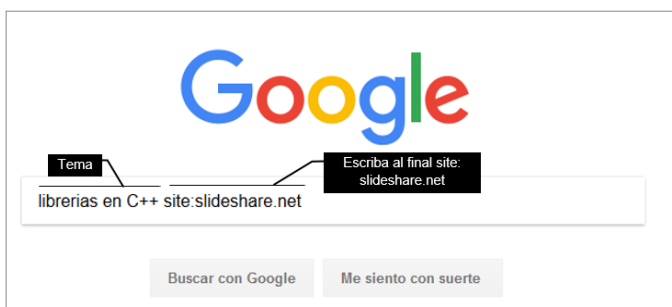 Google
Tema
Escriba al final site:
slideshare.net
librerias en C++ site:slideshare.net
Buscar con Google
Me siento con suerte